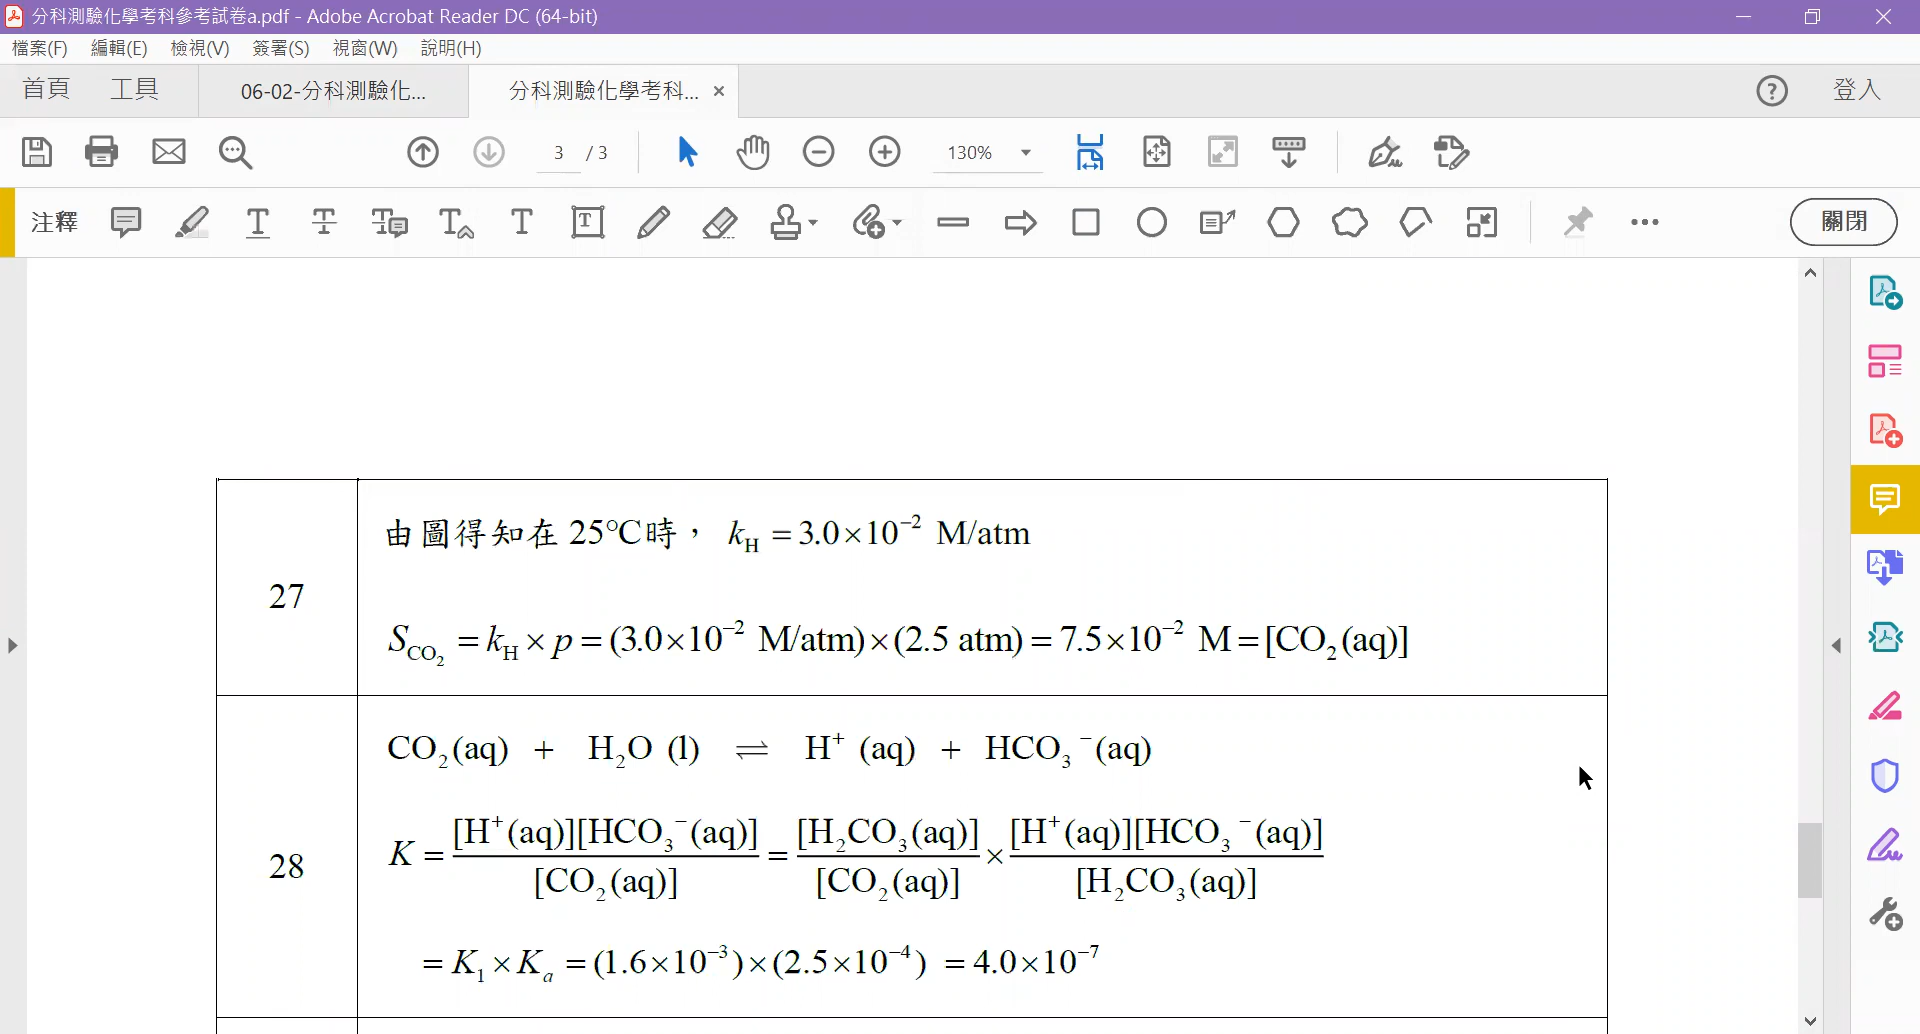 分科測驗化學考科參考試卷a.pdf - Adobe Acrobat Reader DC (64-bit)
檔案(F) 編輯(E) 檢視(V) 簽署(S) 視窗(W) 說明(H)
首頁 工具 06-02-分科測驗化... 分科測驗化學考科... × 登入
3 / 3 130%
注釋 關閉
由圖得知在 25°C時， k_H = 3.0×10⁻² M/atm
27
S_CO₂ = k_H × p = (3.0×10⁻² M/atm)×(2.5 atm) = 7.5×10⁻² M = [CO₂(aq)]
CO₂(aq) + H₂O (l) ⇌ H⁺ (aq) + HCO₃⁻(aq)
28
K = [H⁺(aq)][HCO₃⁻(aq)] / [CO₂(aq)] = [H₂CO₃(aq)] / [CO₂(aq)] × [H⁺(aq)][HCO₃⁻(aq)] / [H₂CO₃(aq)]
= K₁ × Kₐ = (1.6×10⁻³)×(2.5×10⁻⁴) = 4.0×10⁻⁷